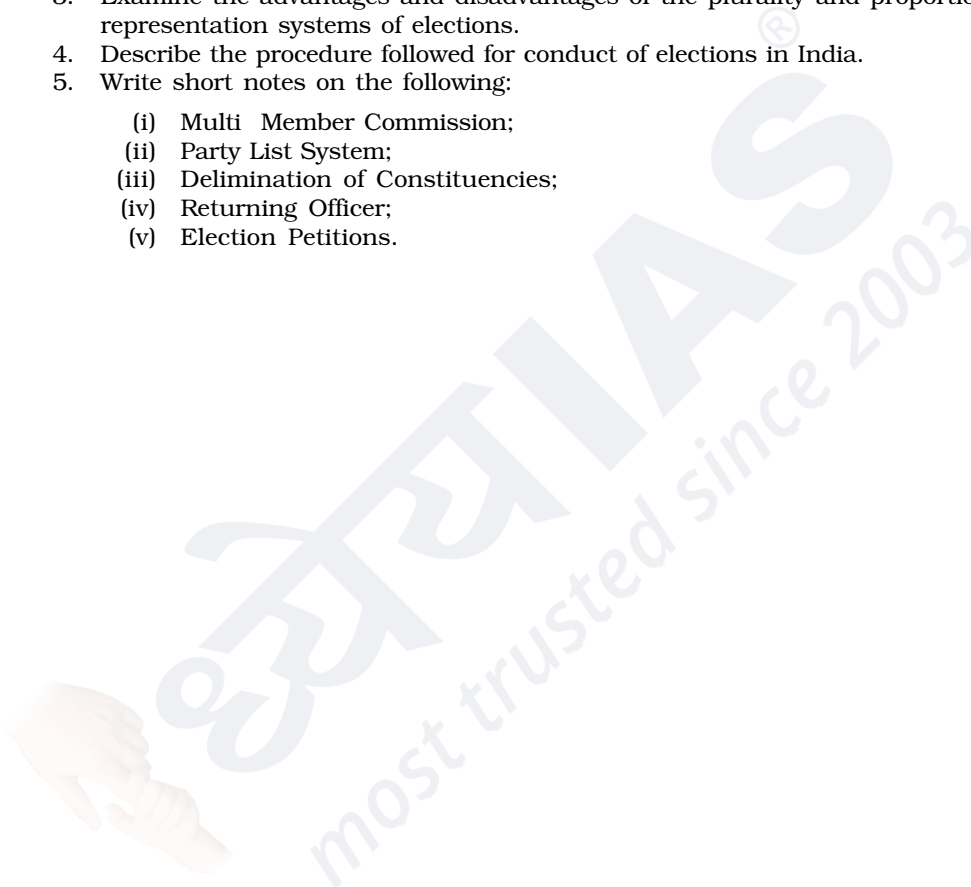 3. Examine the advantages and disadvantages of the plurality and proportio
representation systems of elections.
4. Describe the procedure followed for conduct of elections in India.
5. Write short notes on the following:
(i) Multi Member Commission;
(ii) Party List System;
(iii) Delimination of Constituencies;
(iv) Returning Officer;
(v) Election Petitions.
ध्येय IAS ®
most trusted since 2003